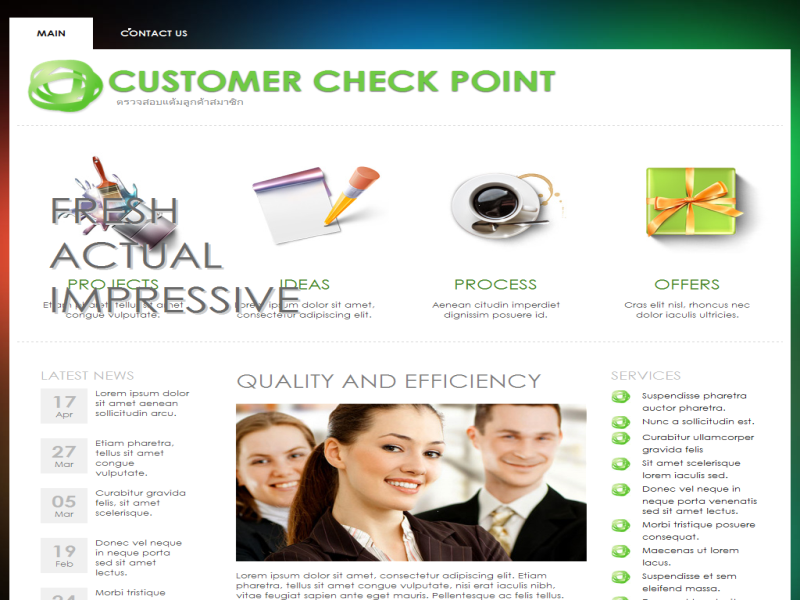 MAIN
CONTACT US
CUSTOMER CHECK POINT
ตรวจสอบแต้มลูกค้าสมาชิก
FRESH
ACTUAL
IMPRESSIVE
PROJECTS
congue vulputate.
IDEAS
Lorem ipsum dolor sit amet,
consectetur adipiscing elit.
PROCESS
Aenean citudin imperdiet
dignissim posuere id.
OFFERS
Cras elit nisl, rhoncus nec
dolor iaculis ultricies.
LATEST NEWS
17
Apr
Lorem ipsum dolor
sit amet aenean
sollicitudin arcu.
27
Mar
Etiam pharetra,
tellus sit amet
congue
vulputate.
05
Mar
Curabitur gravida
felis, sit amet
scelerisque.
19
Feb
Donec vel neque
in neque porta
sed sit amet
lectus.
Morbi tristique
QUALITY AND EFFICIENCY
Lorem ipsum dolor sit amet, consectetur adipiscing elit. Etiam
pharetra, tellus sit amet congue vulputate, nisi erat iaculis nibh,
vitae feugiat sapien ante eget mauris. Pellentesque ac felis tellus.
SERVICES
Suspendisse pharetra
auctor pharetra.
Nunc a sollicitudin est.
Curabitur ullamcorper
gravida felis
Sit amet scelerisque
lorem iaculis sed.
Donec vel neque in
neque porta venenatis
sed sit amet lectus.
Morbi tristique posuere
consequat.
Maecenas ut lorem
lacus.
Suspendisse et sem
eleifend massa.